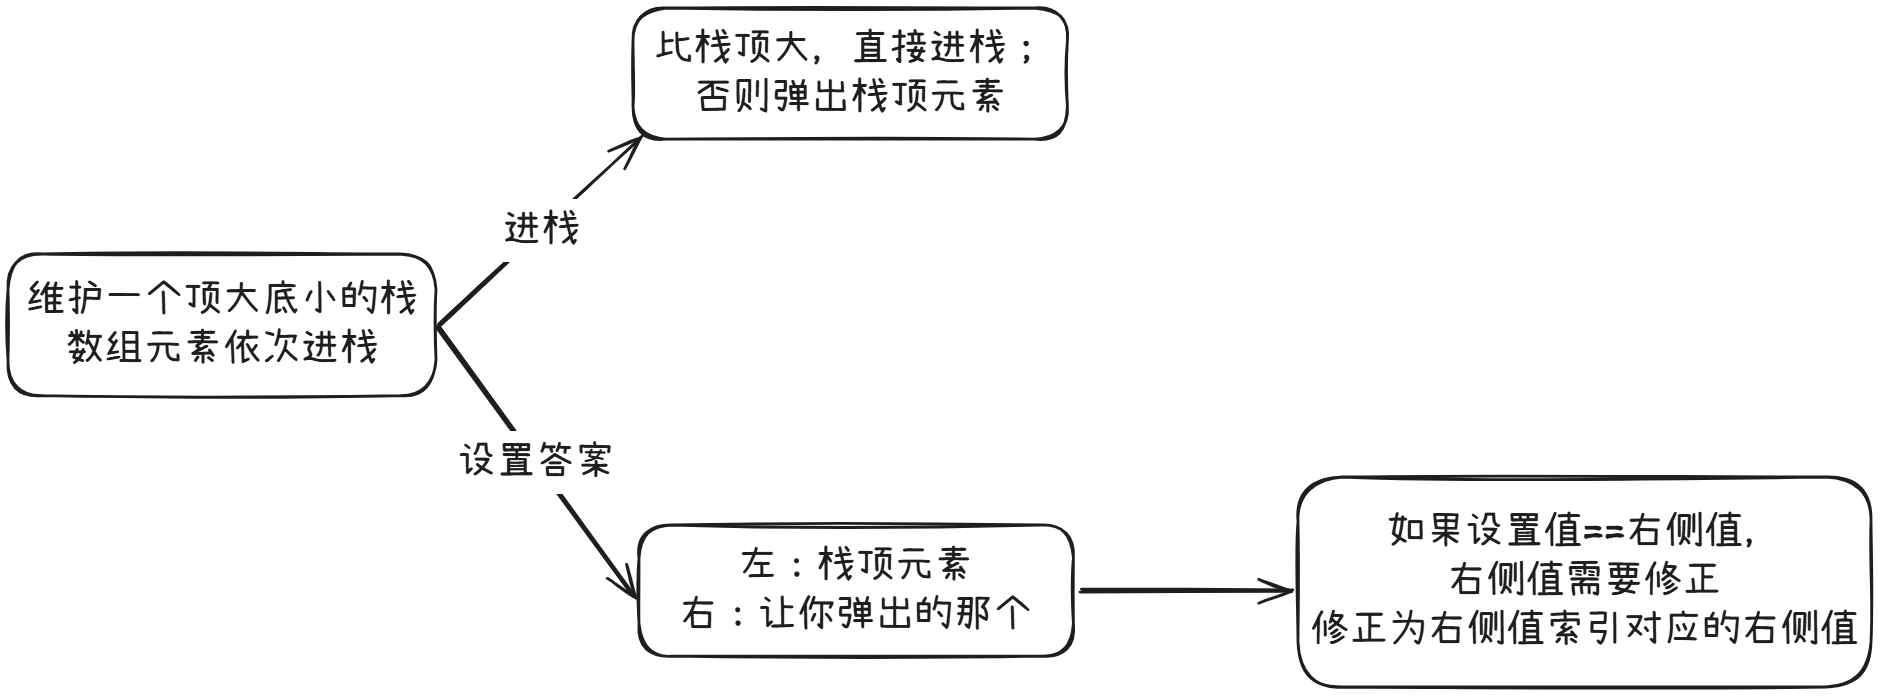 比栈顶大，直接进栈；
否则弹出栈顶元素
进栈
维护一个顶大底小的栈
数组元素依次进栈
设置答案
左：栈顶元素
右：让你弹出的那个
如果设置值==右侧值，
右侧值需要修正
修正为右侧值索引对应的右侧值